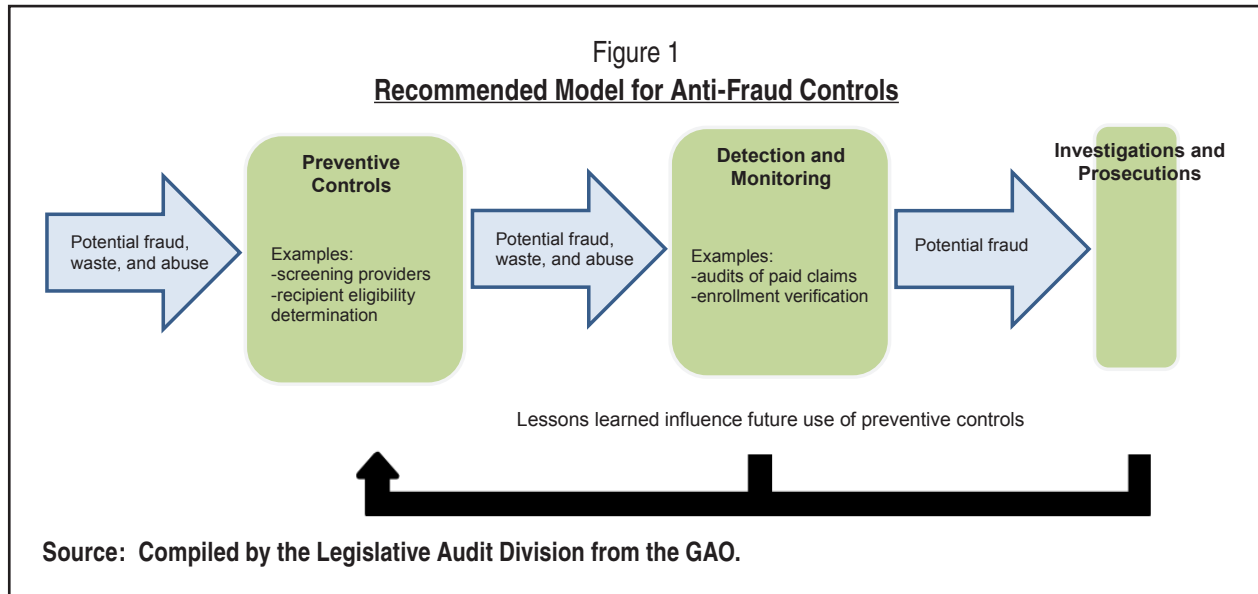 Figure 1
Recommended Model for Anti-Fraud Controls
Potential fraud,
waste, and abuse
Preventive
Controls
Examples:
-screening providers
-recipient eligibility
determination
Potential fraud,
waste, and abuse
Detection and
Monitoring
Examples:
-audits of paid claims
-enrollment verification
Potential fraud
Investigations and
Prosecutions
Lessons learned influence future use of preventive controls
Source: Compiled by the Legislative Audit Division from the GAO.